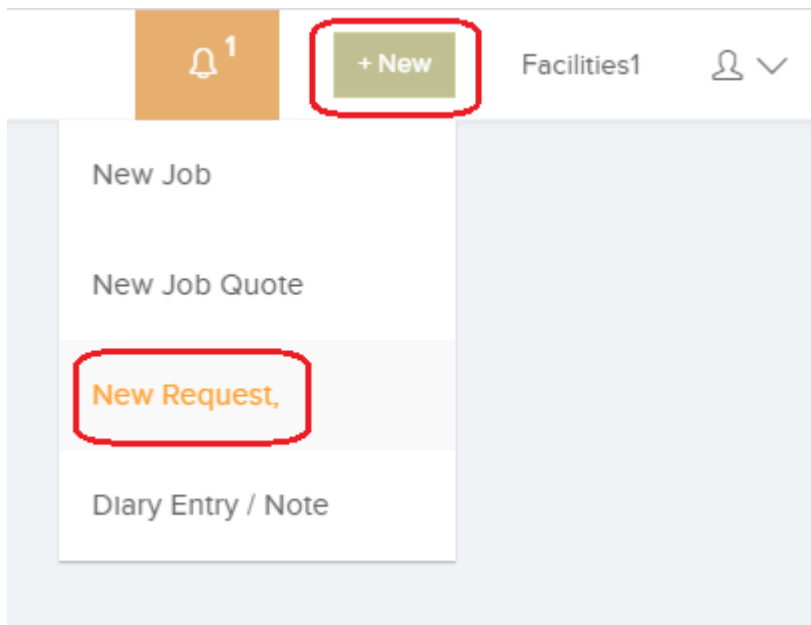 1
+ New
Facilities1
New Job
New Job Quote
New Request,
Diary Entry / Note